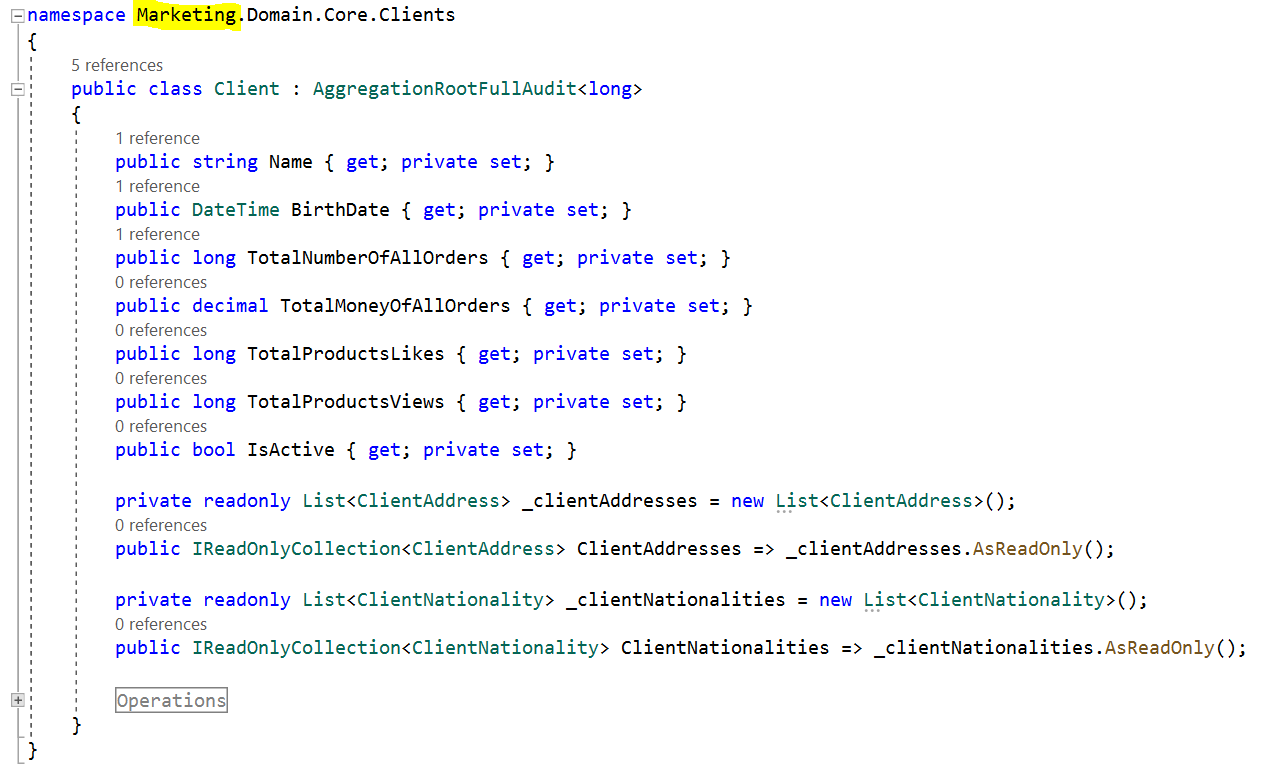 namespace Marketing.Domain.Core.Clients
{
5 references
public class Client : AggregationRootFullAudit<long>
{
1 reference
public string Name { get; private set; }
1 reference
public DateTime BirthDate { get; private set; }
1 reference
public long TotalNumberOfAllOrders { get; private set; }
0 references
public decimal TotalMoneyOfAllOrders { get; private set; }
0 references
public long TotalProductsLikes { get; private set; }
0 references
public long TotalProductsViews { get; private set; }
0 references
public bool IsActive { get; private set; }
private readonly List<ClientAddress> _clientAddresses = new List<ClientAddress>();
0 references
public IReadOnlyCollection<ClientAddress> ClientAddresses => _clientAddresses.AsReadOnly();
private readonly List<ClientNationality> _clientNationalities = new List<ClientNationality>();
0 references
public IReadOnlyCollection<ClientNationality> ClientNationalities => _clientNationalities.AsReadOnly();
Operations
}
}